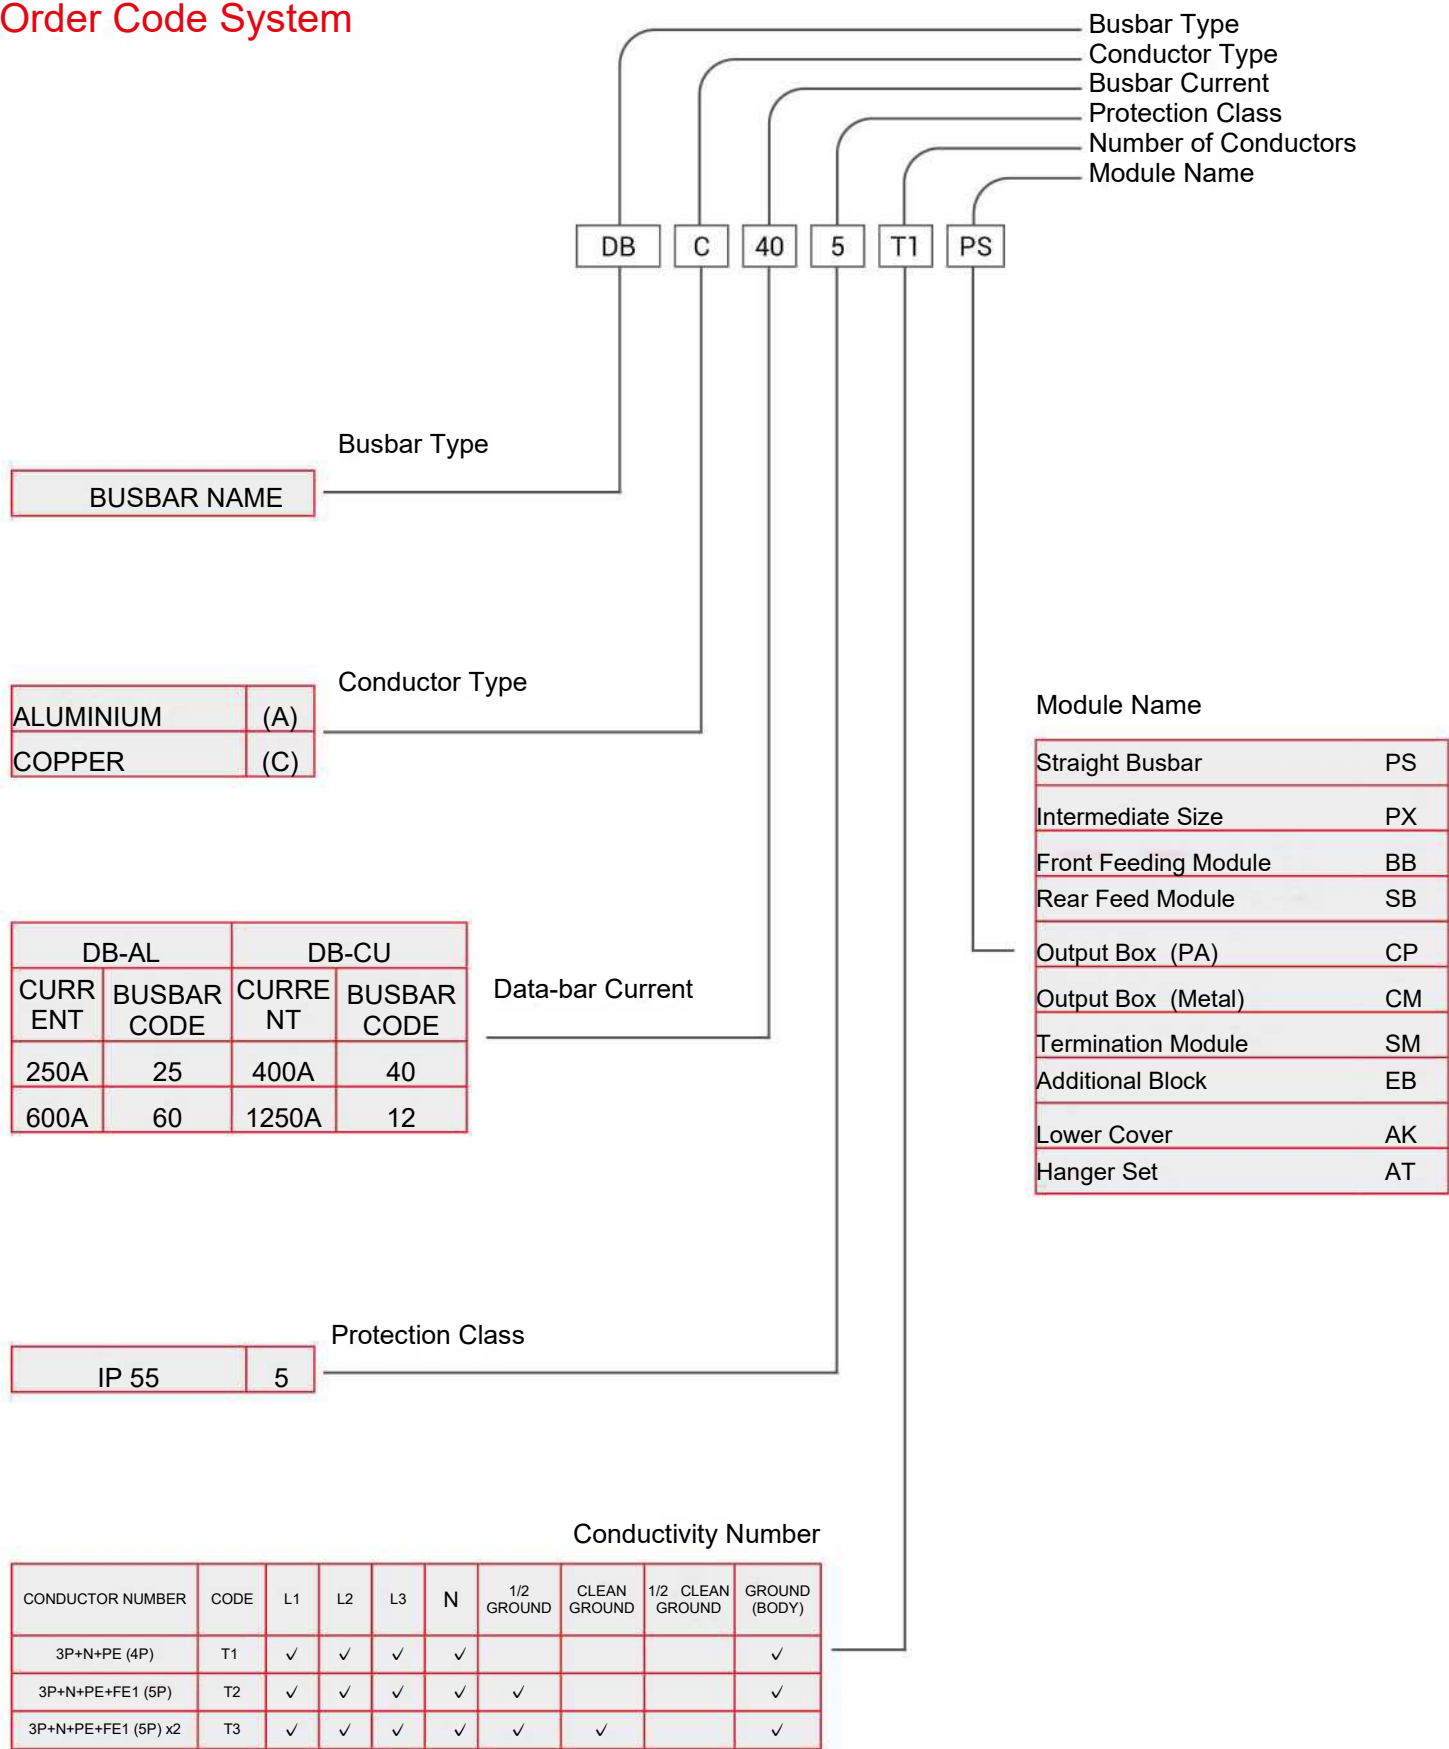 Order Code System
Busbar Type
Conductor Type
Busbar Current
Protection Class
Number of Conductors
Module Name
DB C 40 5 T1 PS
Busbar Type
BUSBAR NAME
Conductor Type
ALUMINIUM (A)
COPPER (C)
Module Name
Straight Busbar PS
Intermediate Size PX
Front Feeding Module BB
Rear Feed Module SB
Output Box (PA) CP
Output Box (Metal) CM
Termination Module SM
Additional Block EB
Lower Cover AK
Hanger Set AT
DB-AL DB-CU
CURR BUSBAR CURRE BUSBAR
ENT CODE NT CODE
250A 25 400A 40
600A 60 1250A 12
Data-bar Current
Protection Class
IP 55 5
Conductivity Number
CONDUCTOR NUMBER CODE L1 L2 L3 N 1/2 CLEAN 1/2 CLEAN GROUND
GROUND GROUND GROUND (BODY)
3P+N+PE (4P) T1 ✓ ✓ ✓ ✓ ✓
3P+N+PE+FE1 (5P) T2 ✓ ✓ ✓ ✓ ✓ ✓
3P+N+PE+FE1 (5P) x2 T3 ✓ ✓ ✓ ✓ ✓ ✓ ✓